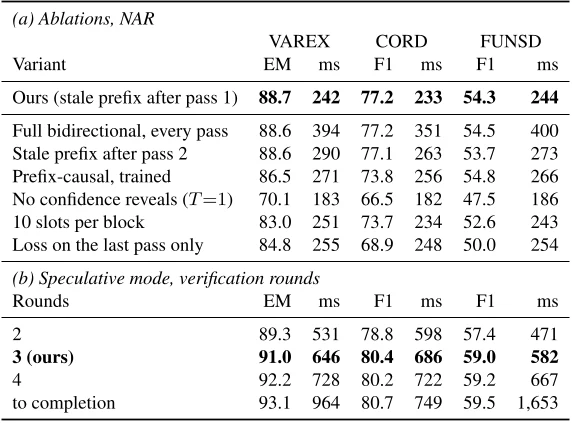 (a) Ablations, NAR
VAREX CORD FUNSD
Variant EM ms F1 ms F1 ms
Ours (stale prefix after pass 1) 88.7 242 77.2 233 54.3 244
Full bidirectional, every pass 88.6 394 77.2 351 54.5 400
Stale prefix after pass 2 88.6 290 77.1 263 53.7 273
Prefix-causal, trained 86.5 271 73.8 256 54.8 266
No confidence reveals (T=1) 70.1 183 66.5 182 47.5 186
10 slots per block 83.0 251 73.7 234 52.6 243
Loss on the last pass only 84.8 255 68.9 248 50.0 254
(b) Speculative mode, verification rounds
Rounds EM ms F1 ms F1 ms
2 89.3 531 78.8 598 57.4 471
3 (ours) 91.0 646 80.4 686 59.0 582
4 92.2 728 80.2 722 59.2 667
to completion 93.1 964 80.7 749 59.5 1,653